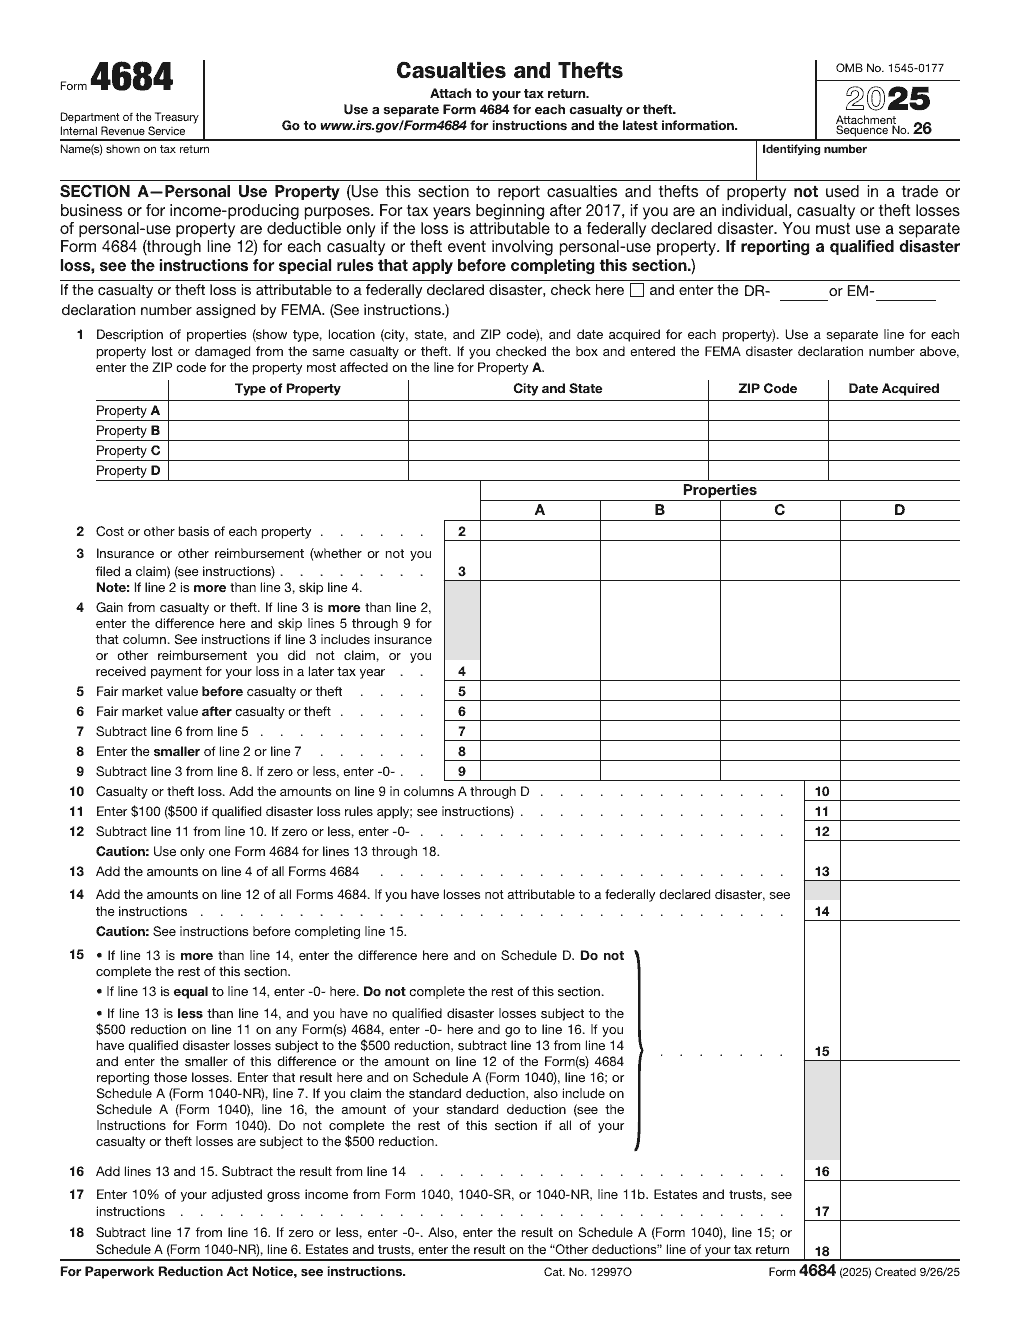 Form 4684
Department of the Treasury
Internal Revenue Service
Casualties and Thefts
Attach to your tax return.
Use a separate Form 4684 for each casualty or theft.
Go to www.irs.gov/Form4684 for instructions and the latest information.
OMB No. 1545-0177
2025
Attachment
Sequence No. 26
Name(s) shown on tax return
Identifying number
SECTION A—Personal Use Property (Use this section to report casualties and thefts of property not used in a trade or
business or for income-producing purposes. For tax years beginning after 2017, if you are an individual, casualty or theft losses
of personal-use property are deductible only if the loss is attributable to a federally declared disaster. You must use a separate
Form 4684 (through line 12) for each casualty or theft event involving personal-use property. If reporting a qualified disaster
loss, see the instructions for special rules that apply before completing this section.)
If the casualty or theft loss is attributable to a federally declared disaster, check here and enter the DR- or EM-
declaration number assigned by FEMA. (See instructions.)
1 Description of properties (show type, location (city, state, and ZIP code), and date acquired for each property). Use a separate line for each
property lost or damaged from the same casualty or theft. If you checked the box and entered the FEMA disaster declaration number above,
enter the ZIP code for the property most affected on the line for Property A.
Type of Property City and State ZIP Code Date Acquired
Property A
Property B
Property C
Property D
Properties
A B C D
2 Cost or other basis of each property . . . . . . 2
3 Insurance or other reimbursement (whether or not you
filed a claim) (see instructions) . . . . . . . . 3
Note: If line 2 is more than line 3, skip line 4.
4 Gain from casualty or theft. If line 3 is more than line 2,
enter the difference here and skip lines 5 through 9 for
that column. See instructions if line 3 includes insurance
or other reimbursement you did not claim, or you
received payment for your loss in a later tax year . . 4
5 Fair market value before casualty or theft . . . . 5
6 Fair market value after casualty or theft . . . . . 6
7 Subtract line 6 from line 5 . . . . . . . . . 7
8 Enter the smaller of line 2 or line 7 . . . . . . 8
9 Subtract line 3 from line 8. If zero or less, enter -0- . . 9
10 Casualty or theft loss. Add the amounts on line 9 in columns A through D . . . . . . . . . . . . . 10
11 Enter $100 ($500 if qualified disaster loss rules apply; see instructions) . . . . . . . . . . . . . . 11
12 Subtract line 11 from line 10. If zero or less, enter -0- . . . . . . . . . . . . . . . . . . . 12
Caution: Use only one Form 4684 for lines 13 through 18.
13 Add the amounts on line 4 of all Forms 4684 . . . . . . . . . . . . . . . . . . . . . 13
14 Add the amounts on line 12 of all Forms 4684. If you have losses not attributable to a federally declared disaster, see
the instructions . . . . . . . . . . . . . . . . . . . . . . . . . . . . . . 14
Caution: See instructions before completing line 15.
15 • If line 13 is more than line 14, enter the difference here and on Schedule D. Do not
complete the rest of this section.
• If line 13 is equal to line 14, enter -0- here. Do not complete the rest of this section.
• If line 13 is less than line 14, and you have no qualified disaster losses subject to the
$500 reduction on line 11 on any Form(s) 4684, enter -0- here and go to line 16. If you
have qualified disaster losses subject to the $500 reduction, subtract line 13 from line 14
and enter the smaller of this difference or the amount on line 12 of the Form(s) 4684
reporting those losses. Enter that result here and on Schedule A (Form 1040), line 16; or
Schedule A (Form 1040-NR), line 7. If you claim the standard deduction, also include on
Schedule A (Form 1040), line 16, the amount of your standard deduction (see the
Instructions for Form 1040). Do not complete the rest of this section if all of your
casualty or theft losses are subject to the $500 reduction.
. . . . . . . 15
16 Add lines 13 and 15. Subtract the result from line 14 . . . . . . . . . . . . . . . . . . . 16
17 Enter 10% of your adjusted gross income from Form 1040, 1040-SR, or 1040-NR, line 11b. Estates and trusts, see
instructions . . . . . . . . . . . . . . . . . . . . . . . . . . . . . . . 17
18 Subtract line 17 from line 16. If zero or less, enter -0-. Also, enter the result on Schedule A (Form 1040), line 15; or
Schedule A (Form 1040-NR), line 6. Estates and trusts, enter the result on the “Other deductions” line of your tax return 18
For Paperwork Reduction Act Notice, see instructions. Cat. No. 12997O Form 4684 (2025) Created 9/26/25